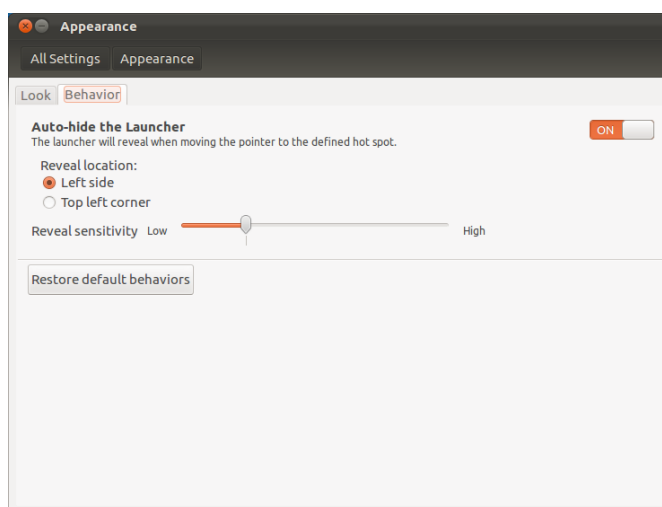 Appearance
All Settings Appearance
Look Behavior
Auto-hide the Launcher
ON
The launcher will reveal when moving the pointer to the defined hot spot.
Reveal location:
Left side
Top left corner
Reveal sensitivity Low High
Restore default behaviors